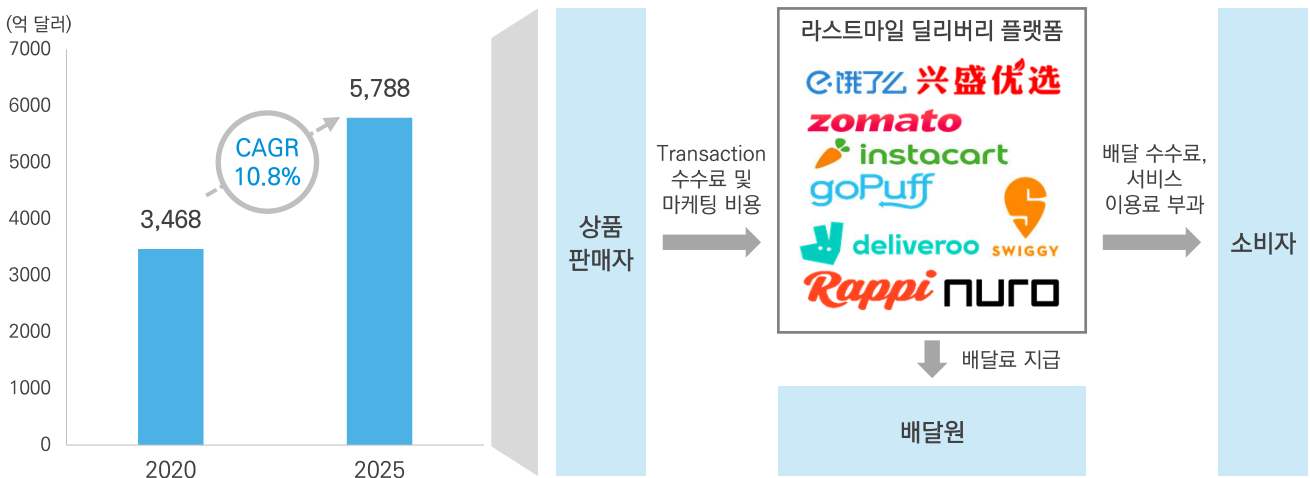 (억 달러)
7000
6000
5000
4000
3000
2000
1000
0
5,788
CAGR
10.8%
3,468
2020
2025
상품
판매자
Transaction
수수료 및
마케팅 비용
라스트마일 딜리버리 플랫폼
饿了么 兴盛优选
zomato
instacart
goPuff
SWIGGY
deliveroo
Rappi nuro
배달 수수료,
서비스
이용료 부과
소비자
배달료 지급
배달원